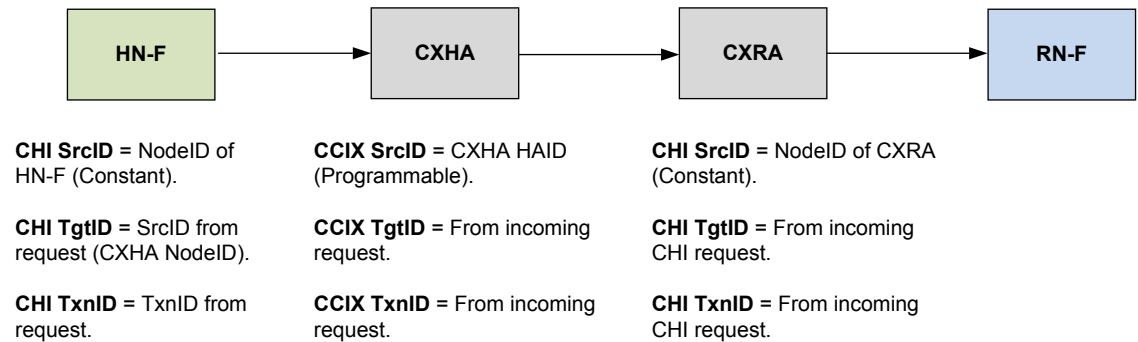 HN-F
CXHA
CXRA
RN-F
CHI SrcID = NodeID of
HN-F (Constant).
CHI TgtID = SrcID from
request (CXHA NodeID).
CHI TxnID = TxnID from
request.
CCIX SrcID = CXHA HAID
(Programmable).
CCIX TgtID = From incoming
request.
CCIX TxnID = From incoming
request.
CHI SrcID = NodeID of CXRA
(Constant).
CHI TgtID = From incoming
CHI request.
CHI TxnID = From incoming
CHI request.